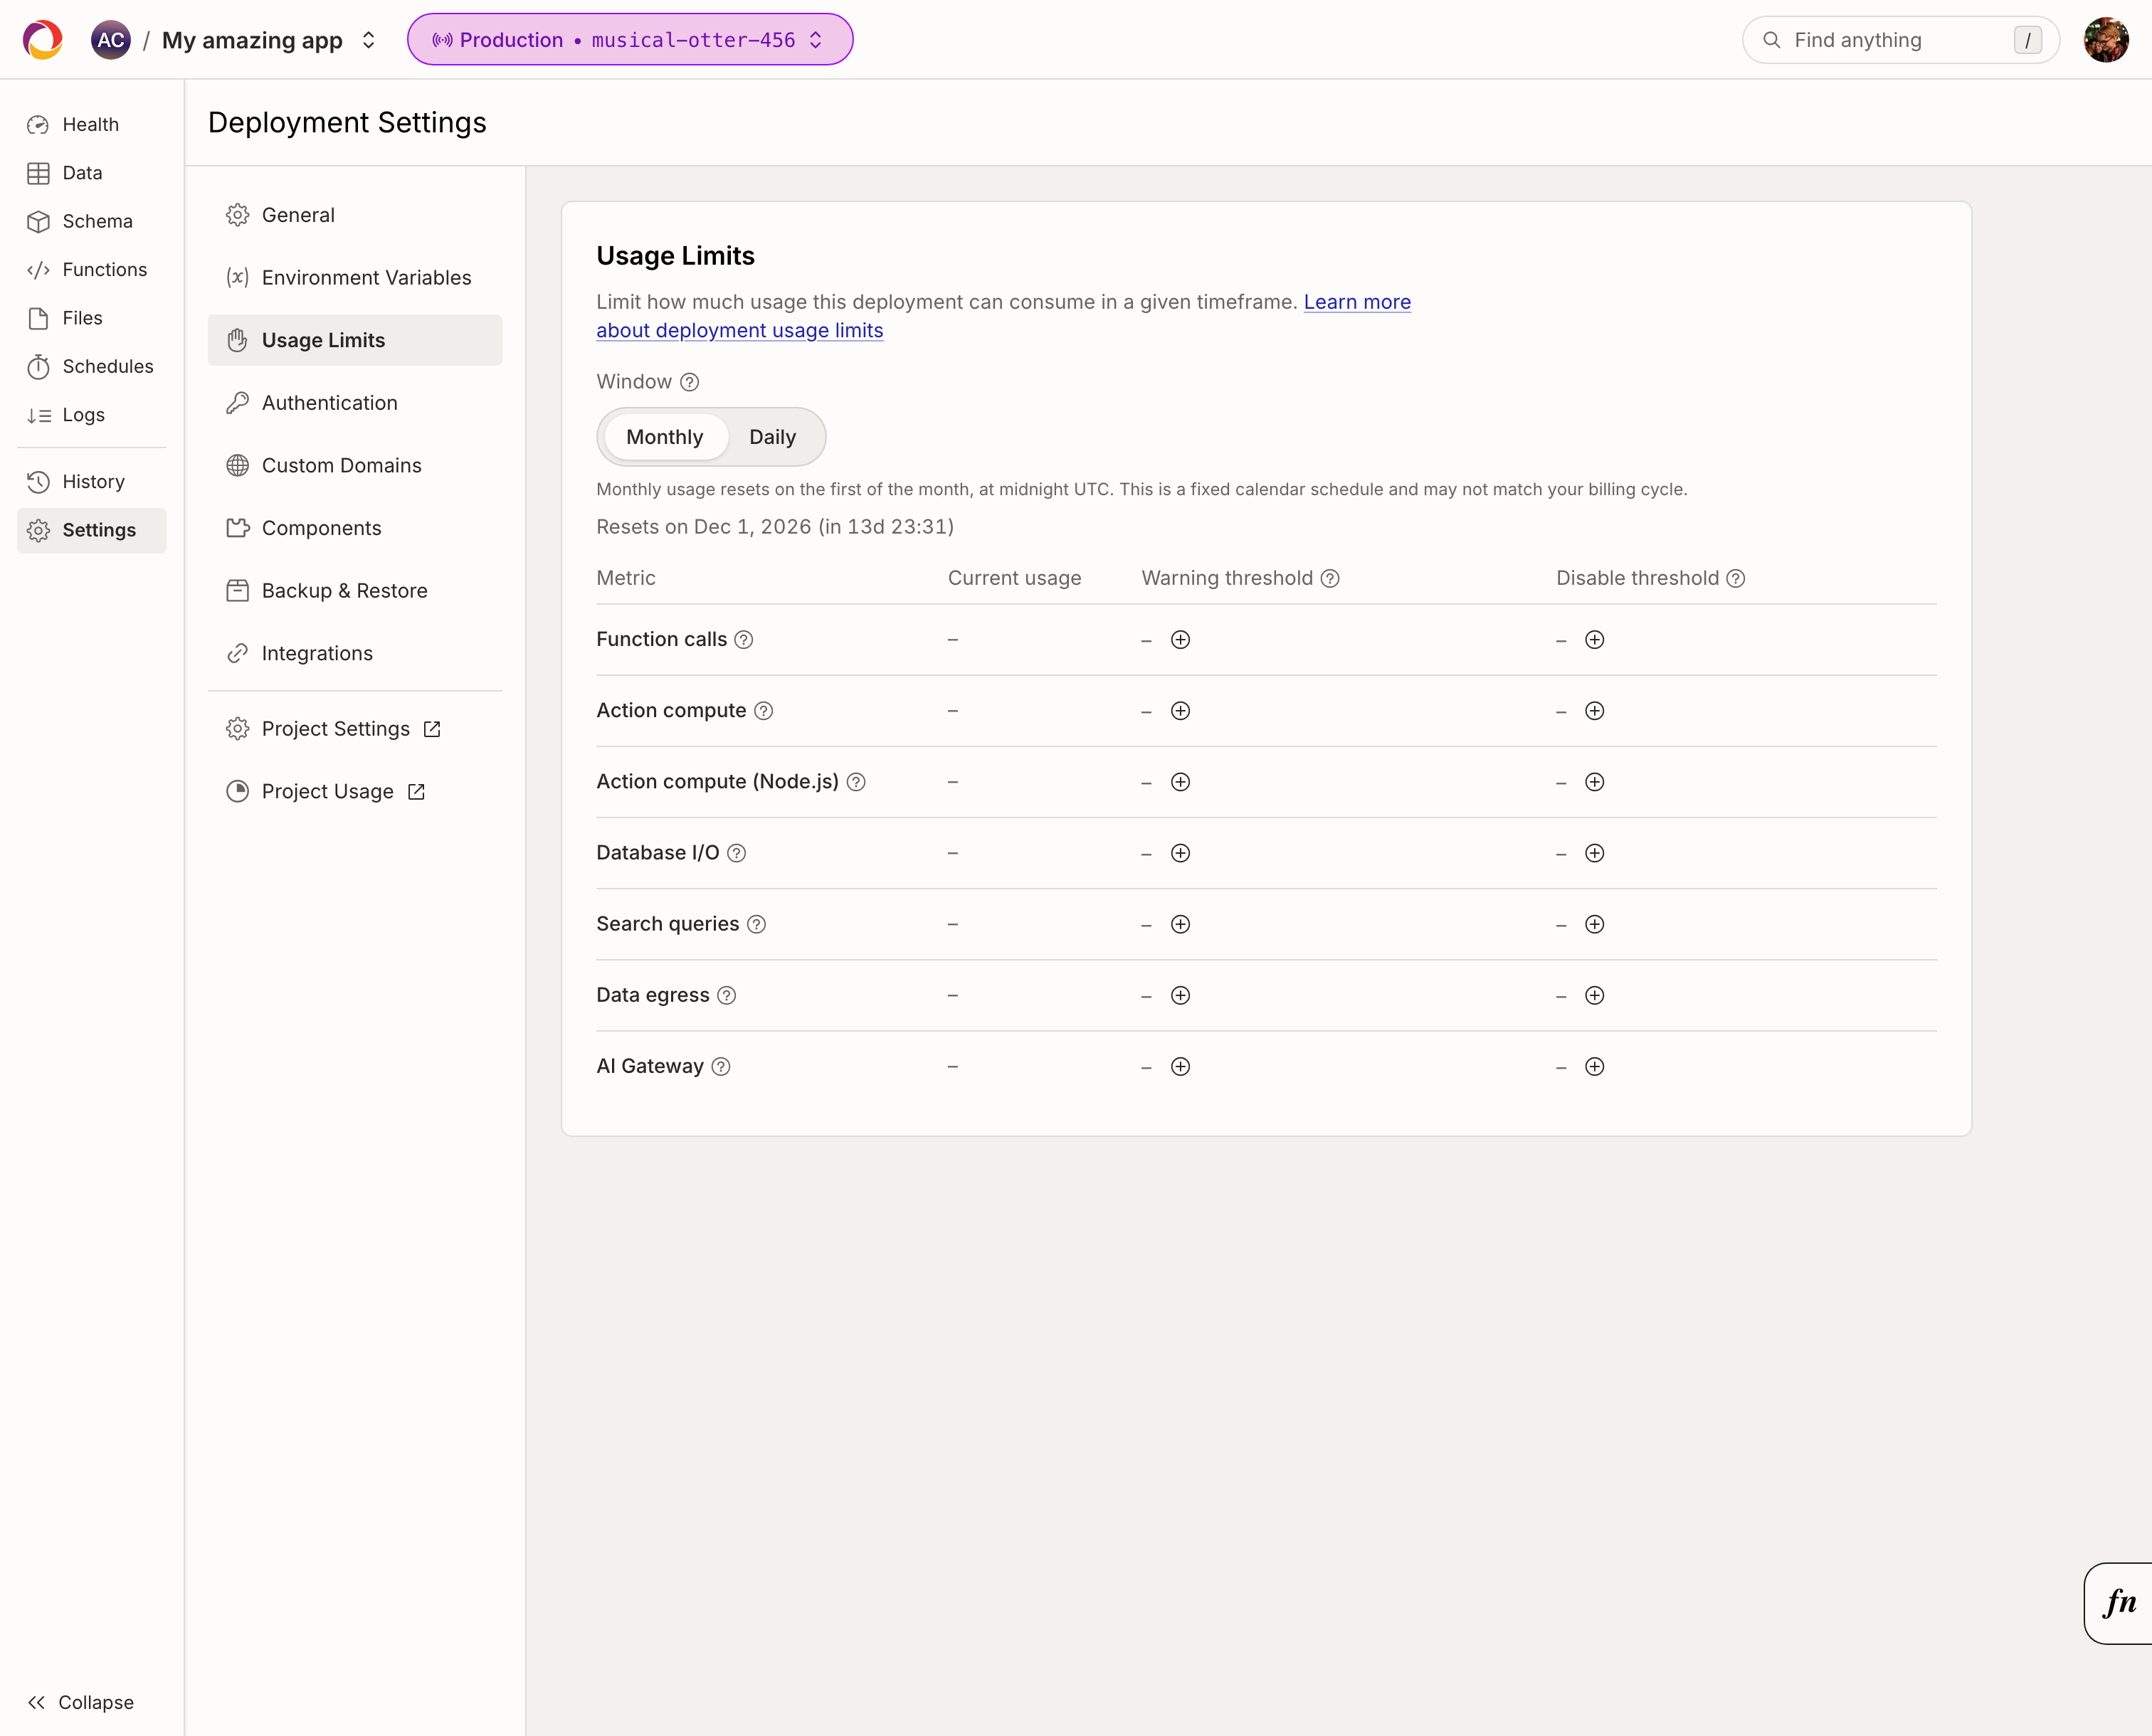 AC / My amazing app
Production • musical-otter-456
Find anything /
Health
Data
Schema
Functions
Files
Schedules
Logs
History
Settings
Collapse
Deployment Settings
General
(x) Environment Variables
Usage Limits
Authentication
Custom Domains
Components
Backup & Restore
Integrations
Project Settings
Project Usage
Usage Limits
Limit how much usage this deployment can consume in a given timeframe. Learn more
about deployment usage limits
Window ?
Monthly Daily
Monthly usage resets on the first of the month, at midnight UTC. This is a fixed calendar schedule and may not match your billing cycle.
Resets on Dec 1, 2026 (in 13d 23:31)
Metric Current usage Warning threshold ? Disable threshold ?
Function calls ? – – –
Action compute ? – – –
Action compute (Node.js) ? – – –
Database I/O ? – – –
Search queries ? – – –
Data egress ? – – –
AI Gateway ? – – –
fn